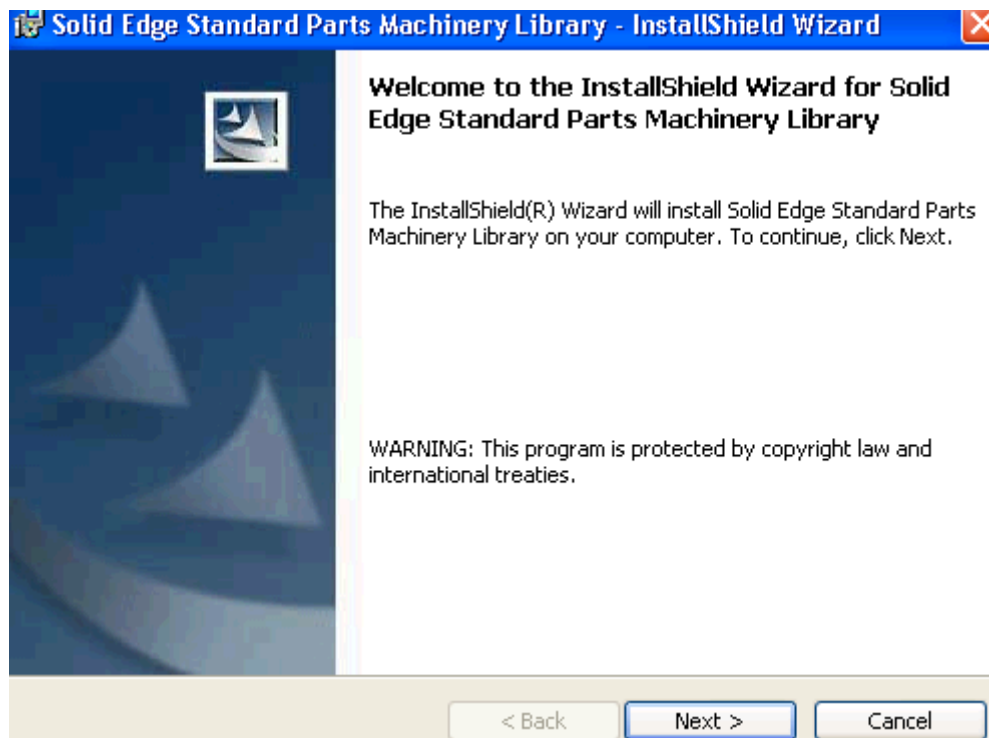 Solid Edge Standard Parts Machinery Library - InstallShield Wizard
Welcome to the InstallShield Wizard for Solid
Edge Standard Parts Machinery Library
The InstallShield(R) Wizard will install Solid Edge Standard Parts
Machinery Library on your computer. To continue, click Next.
WARNING: This program is protected by copyright law and
international treaties.
< Back Next > Cancel